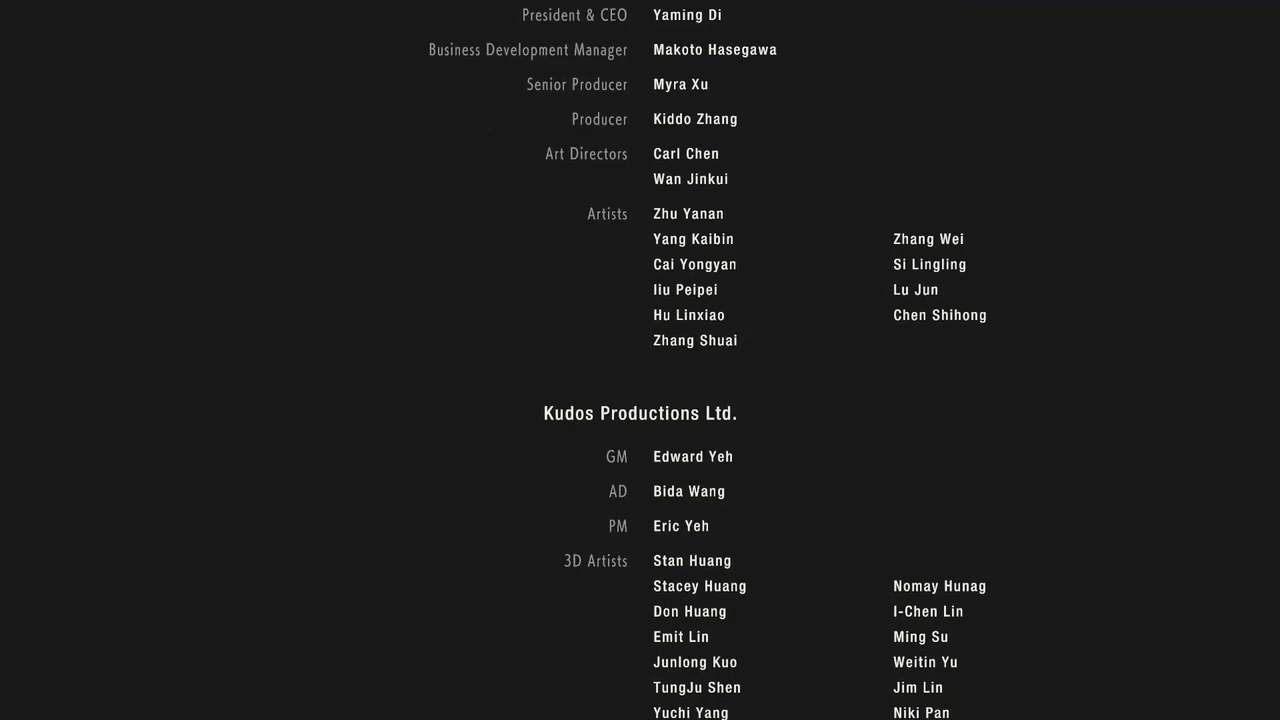 President & CEO Yaming Di
Business Development Manager Makoto Hasegawa
Senior Producer Myra Xu
Producer Kiddo Zhang
Art Directors Carl Chen
Wan Jinkui
Artists Zhu Yanan
Yang Kaibin Zhang Wei
Cai Yongyan Si Lingling
liu Peipei Lu Jun
Hu Linxiao Chen Shihong
Zhang Shuai
Kudos Productions Ltd.
GM Edward Yeh
AD Bida Wang
PM Eric Yeh
3D Artists Stan Huang
Stacey Huang Nomay Hunag
Don Huang I-Chen Lin
Emit Lin Ming Su
Junlong Kuo Weitin Yu
TungJu Shen Jim Lin
Yuchi Yang Niki Pan